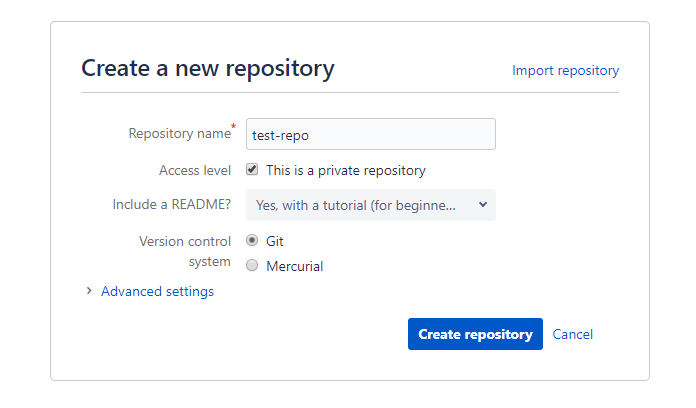 Create a new repository
Import repository
Repository name*
test-repo
Access level
This is a private repository
Include a README?
Yes, with a tutorial (for beginne...
Version control
system
Git
Mercurial
Advanced settings
Create repository
Cancel